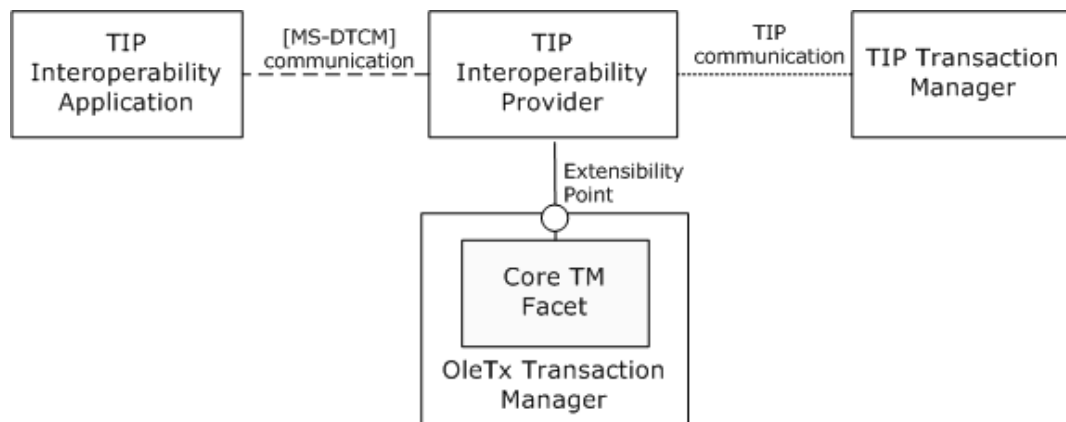 TIP
Interoperability
Application
[MS-DTCM]
communication
TIP
Interoperability
Provider
TIP
communication
TIP Transaction
Manager
Extensibility
Point
Core TM
Facet
OleTx Transaction
Manager